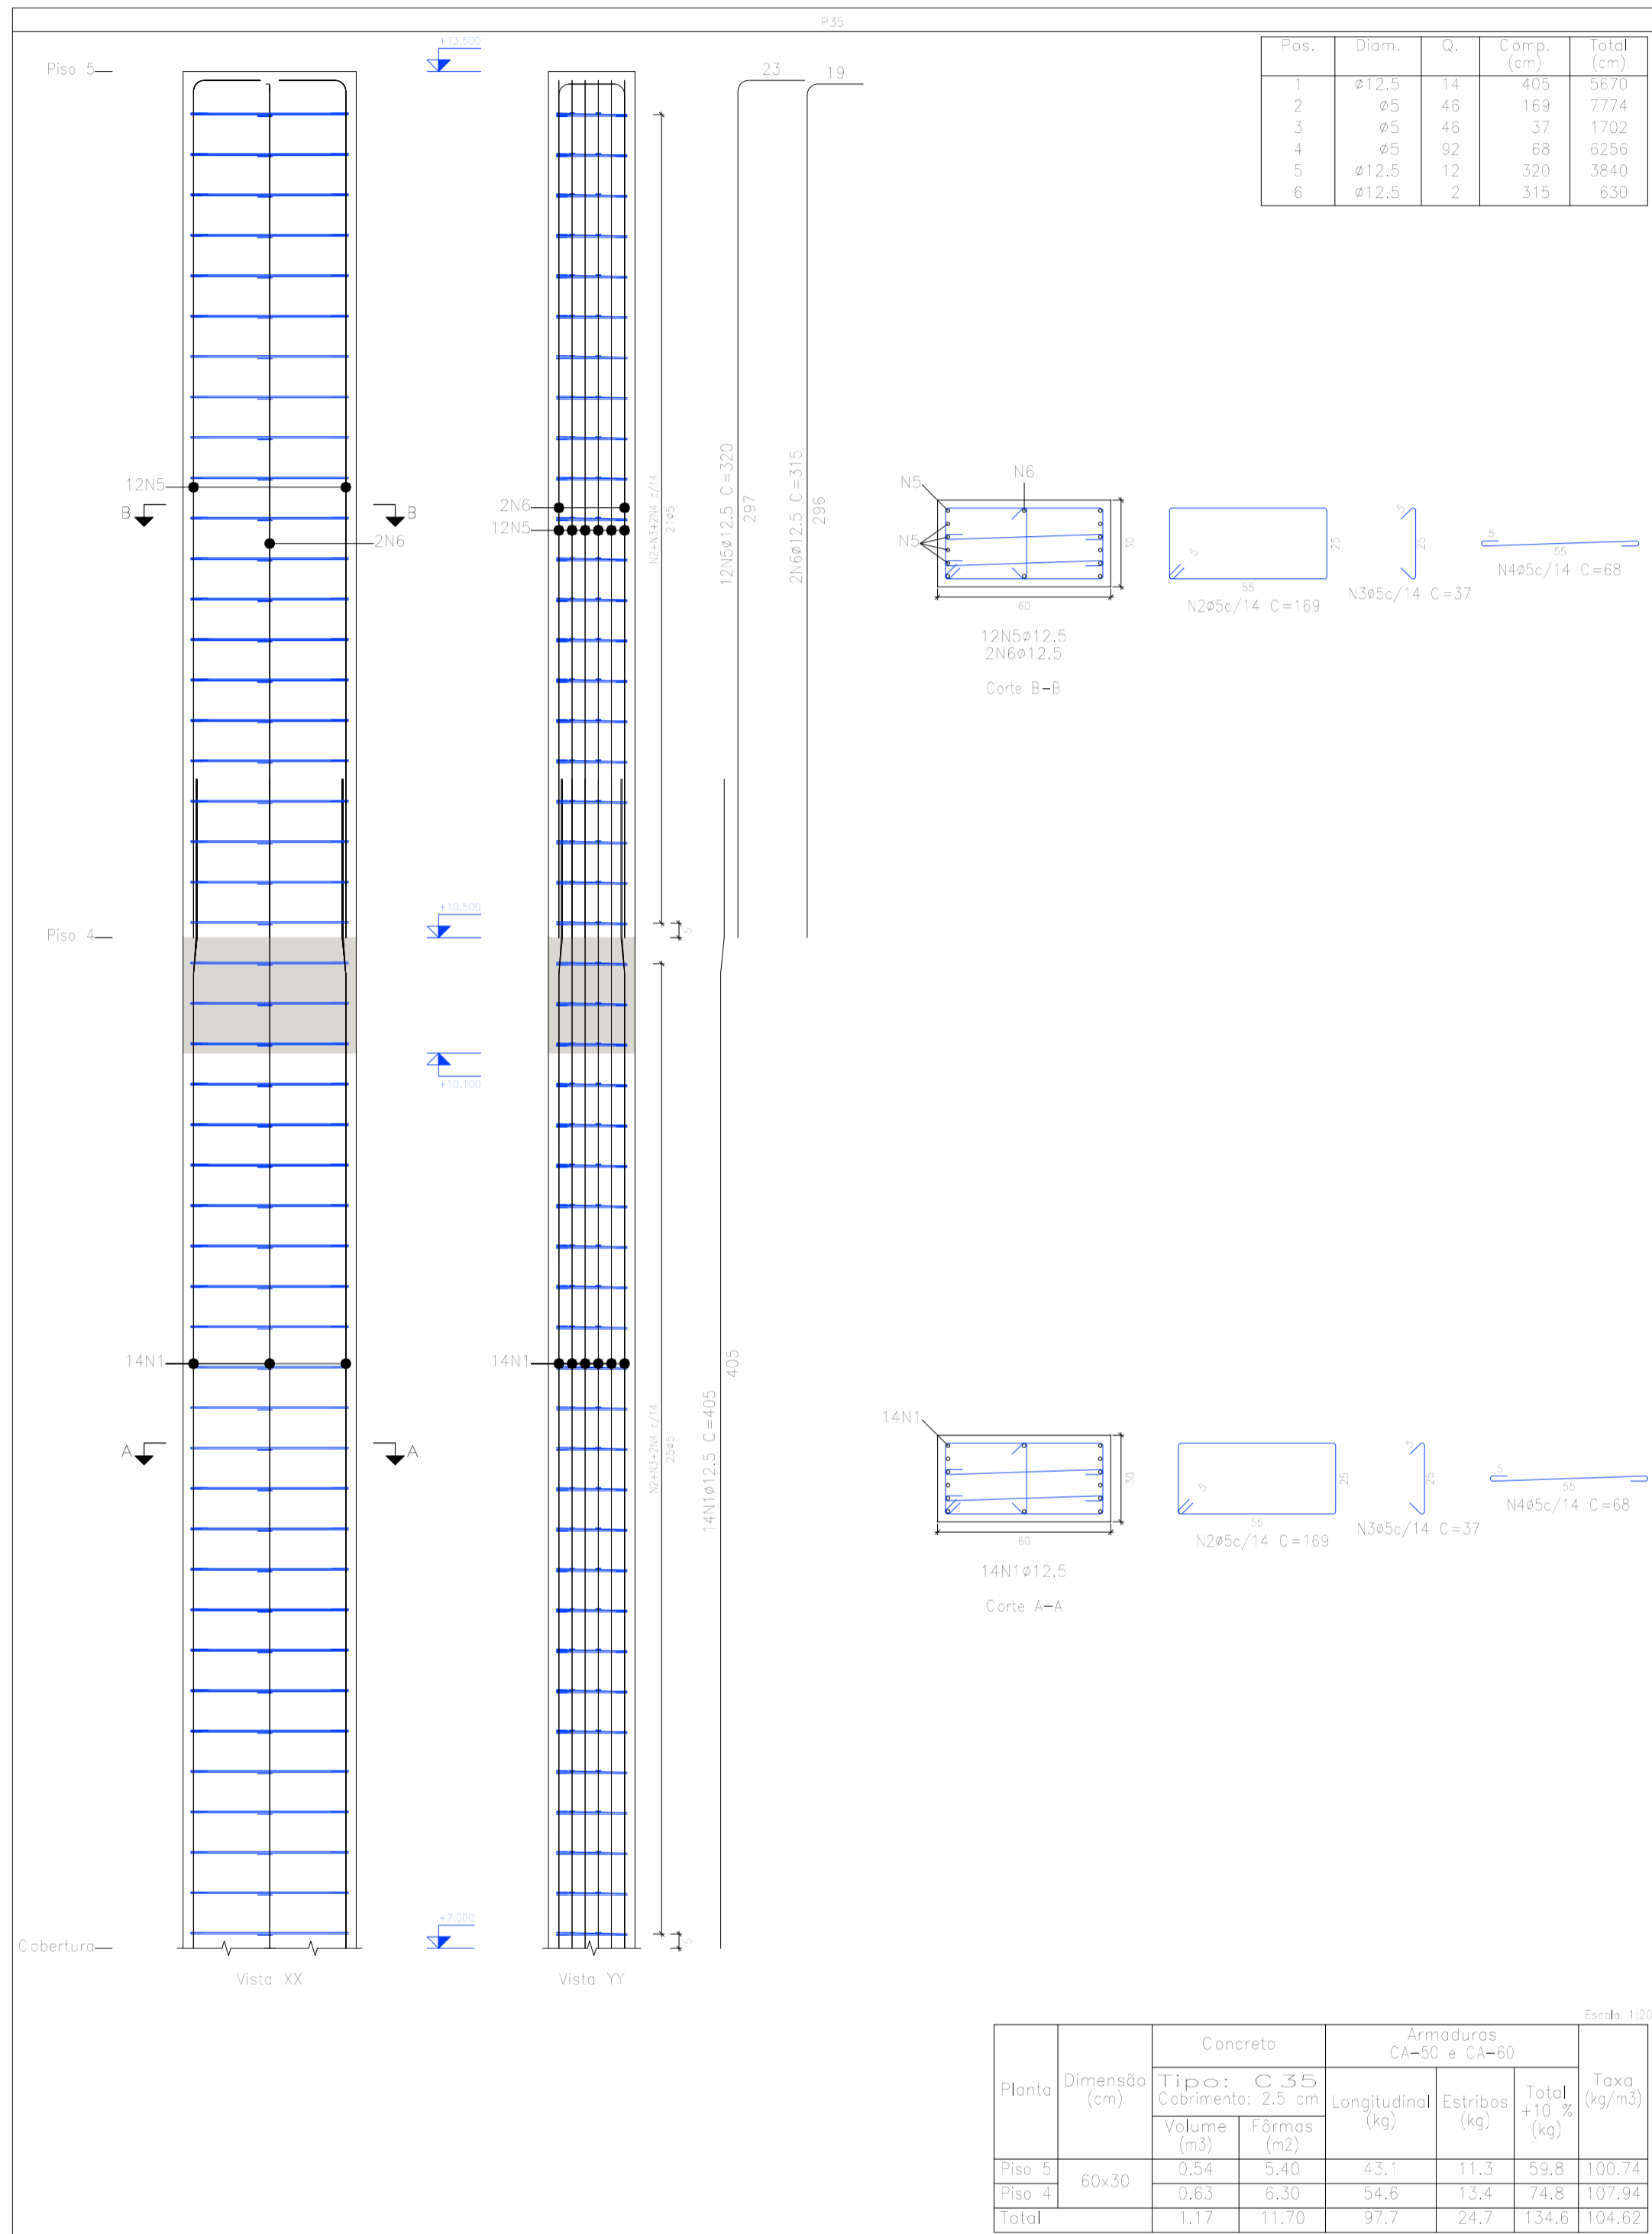 P35
Pos. Diam. Q. Comp. (cm) Total (cm)
1 ø12.5 14 405 5670
2 ø5 46 169 7774
3 ø5 46 37 1702
4 ø5 92 68 6256
5 ø12.5 12 320 3840
6 ø12.5 2 315 630
Piso 5
+13.500
23
19
12N5
B
B
2N6
2N6
12N5
N2+N3+2N4 c/14
21ø5
12N5ø12.5 C=320
297
2N6ø12.5 C=315
296
N5
N6
N5
30
60
12N5ø12.5
2N6ø12.5
Corte B-B
5
25
55
N2ø5c/14 C=169
5
25
N3ø5c/14 C=37
5
55
N4ø5c/14 C=68
Piso 4
+10.500
5
+10.100
14N1
14N1
A
A
N2+N3+2N4 c/14
25ø5
14N1ø12.5 C=405
405
14N1
30
60
14N1ø12.5
Corte A-A
5
25
55
N2ø5c/14 C=169
5
25
N3ø5c/14 C=37
5
55
N4ø5c/14 C=68
Cobertura
+7.000
5
Vista XX
Vista YY
Escala 1:20
Planta
Dimensão (cm)
Concreto
Armaduras
CA-50 e CA-60
Taxa (kg/m3)
Tipo: C 35
Cobrimento: 2.5 cm
Longitudinal (kg)
Estribos (kg)
Total +10 % (kg)
Volume (m3)
Fôrmas (m2)
Piso 5 60x30 0.54 5.40 43.1 11.3 59.8 100.74
Piso 4 0.63 6.30 54.6 13.4 74.8 107.94
Total 1.17 11.70 97.7 24.7 134.6 104.62